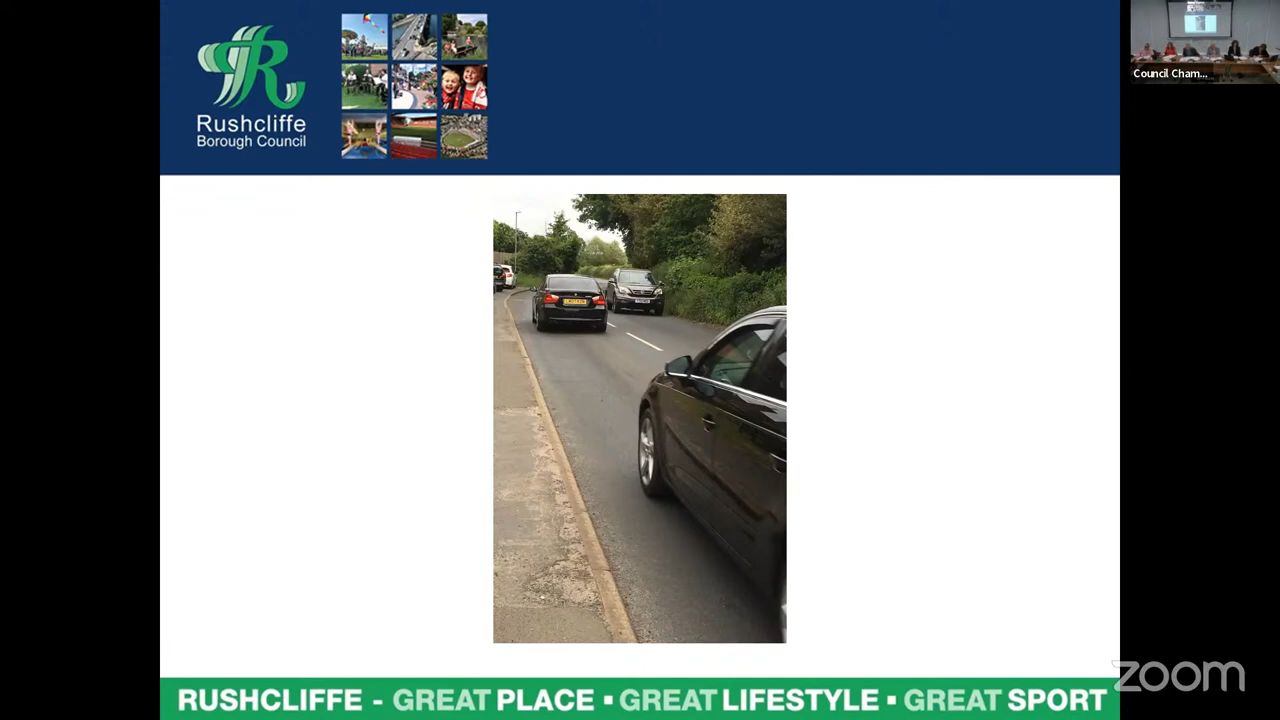 Rushcliffe
Borough Council
Council Cham...
RUSHCLIFFE - GREAT PLACE ▪ GREAT LIFESTYLE ▪ GREAT SPORT
zoom